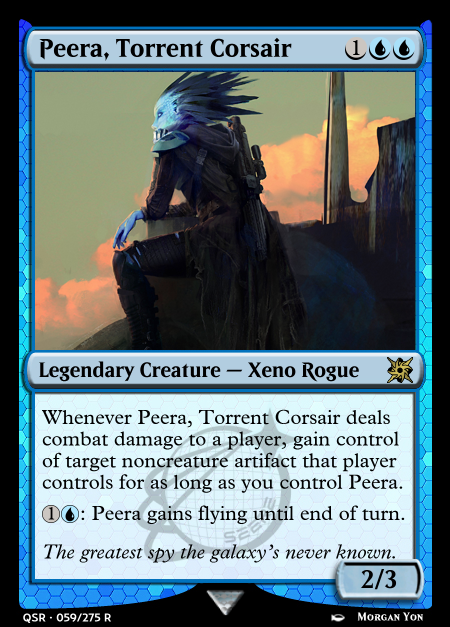 Peera, Torrent Corsair 1
Legendary Creature — Xeno Rogue
Whenever Peera, Torrent Corsair deals
combat damage to a player, gain control
of target noncreature artifact that player
controls for as long as you control Peera.
1: Peera gains flying until end of turn.
The greatest spy the galaxy's never known.
2/3
QSR · 059/275 R
Morgan Yon